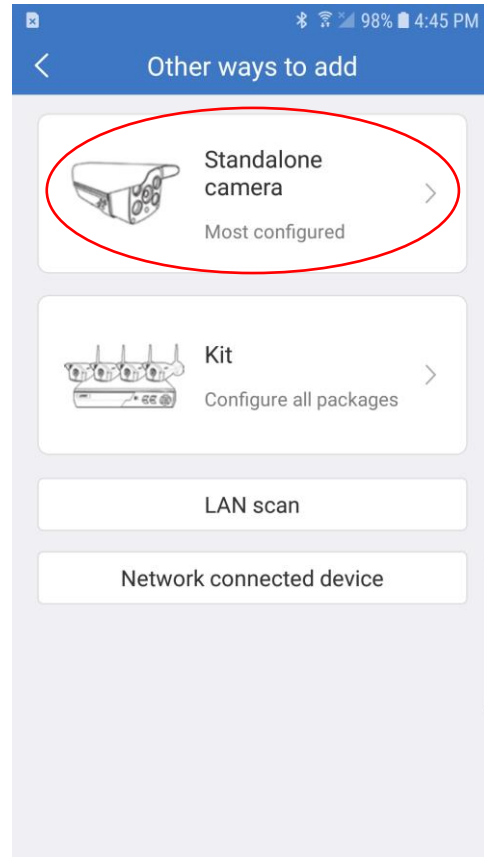 98% 4:45 PM
Other ways to add
Standalone
camera
Most configured
Kit
Configure all packages
LAN scan
Network connected device